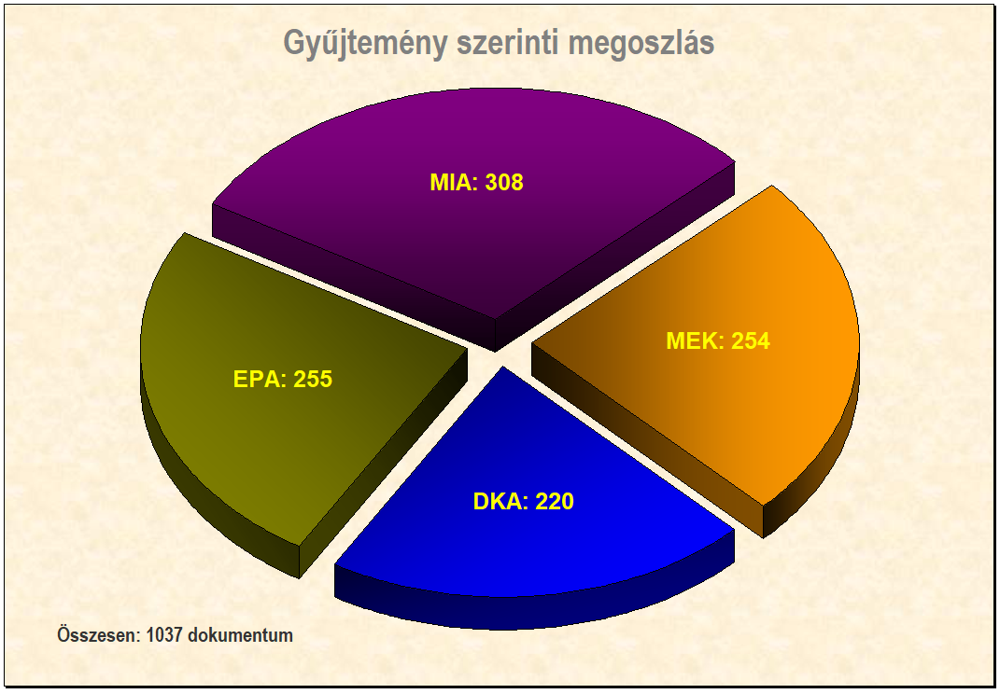 Gyűjtemény szerinti megoszlás
MIA: 308
MEK: 254
EPA: 255
DKA: 220
Összesen: 1037 dokumentum